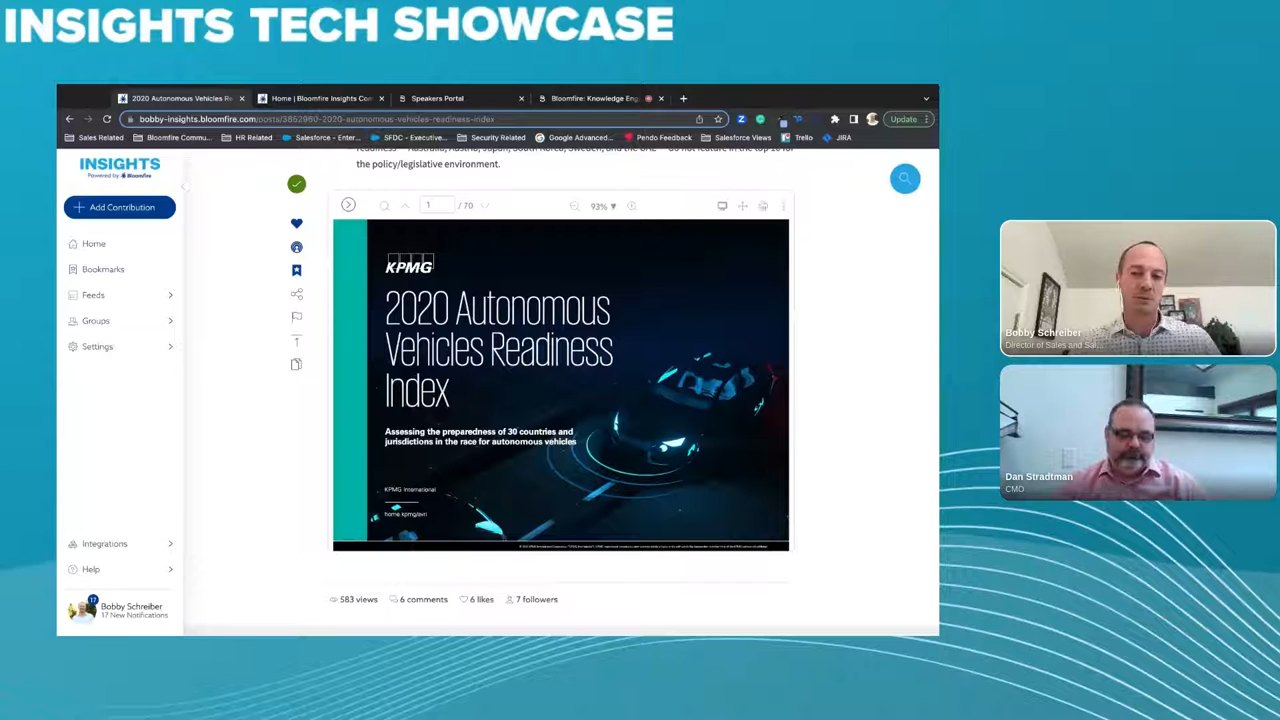 INSIGHTS TECH SHOWCASE
2020 Autonomous Vehicles Re
Home | Bloomfire Insights Com
Speakers Portal
Bloomfire: Knowledge Eng
bobby-insights.bloomfire.com/posts/3852980-2020-autonomous-vehicles-readiness-index
Update
Sales Related
Bloomfire Commu...
HR Related
Salesforce - Enter...
SFDC - Executive...
Security Related
Google Advanced...
Pendo Feedback
Salesforce Views
Trello
JIRA
INSIGHTS
Powered by Bloomfire
Add Contribution
Home
Bookmarks
Feeds
Groups
Settings
Integrations
Help
17
Bobby Schreiber
17 New Notifications
the policy/legislative environment.
1 / 70
93%
KPMG
2020 Autonomous
Vehicles Readiness
Index
Assessing the preparedness of 30 countries and
jurisdictions in the race for autonomous vehicles
KPMG International
home.kpmg/avri
583 views
6 comments
6 likes
7 followers
Bobby Schreiber
Director of Sales and Sal...
Dan Stradtman
CMO